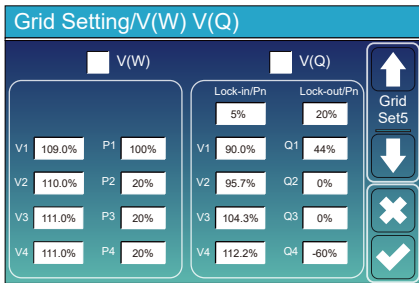 Grid Setting/V(W) V(Q)
V(W)
V1 109.0% P1 100%
V2 110.0% P2 20%
V3 111.0% P3 20%
V4 111.0% P4 20%
V(Q)
Lock-in/Pn Lock-out/Pn
5% 20%
V1 90.0% Q1 44%
V2 95.7% Q2 0%
V3 104.3% Q3 0%
V4 112.2% Q4 -60%
Grid
Set5